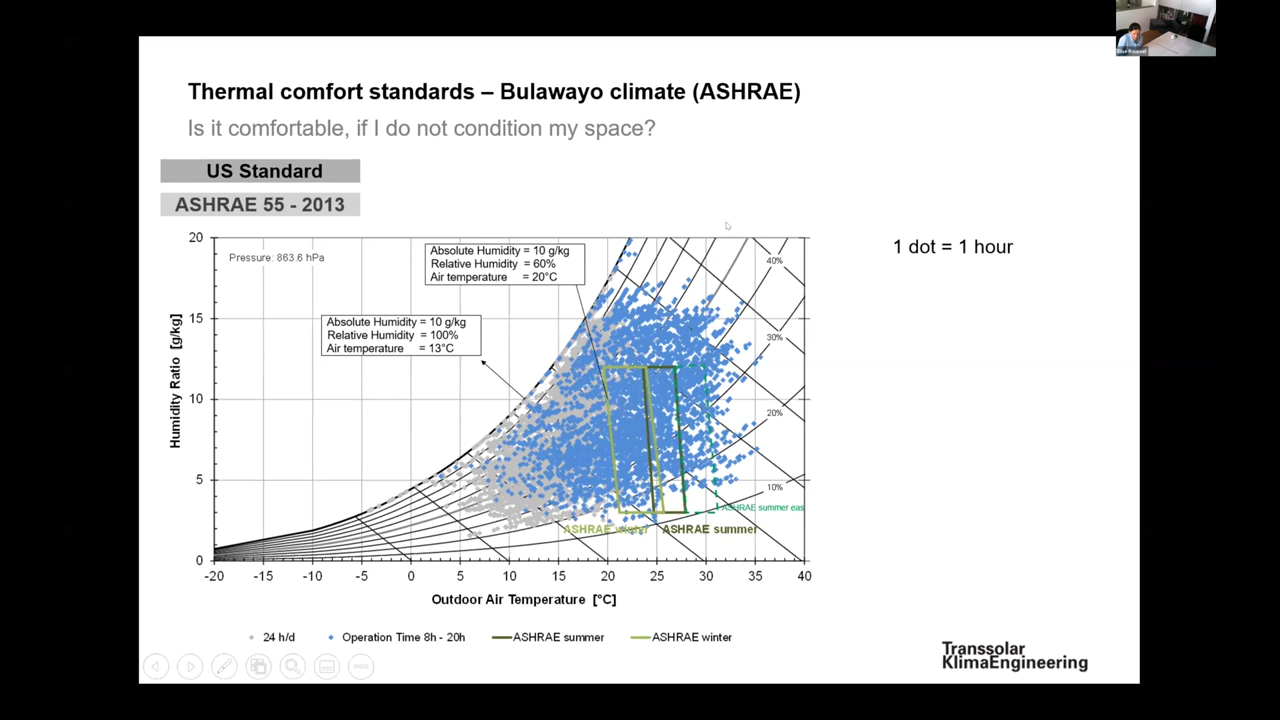 Thermal comfort standards – Bulawayo climate (ASHRAE)
Is it comfortable, if I do not condition my space?
US Standard
ASHRAE 55 - 2013
1 dot = 1 hour
Pressure: 863.6 hPa
Absolute Humidity = 10 g/kg
Relative Humidity = 60%
Air temperature = 20°C
Absolute Humidity = 10 g/kg
Relative Humidity = 100%
Air temperature = 13°C
Humidity Ratio [g/kg]
20
15
10
5
0
40%
30%
20%
10%
ASHRAE summer eas
ASHRAE winter
ASHRAE summer
-20 -15 -10 -5 0 5 10 15 20 25 30 35 40
Outdoor Air Temperature [°C]
24 h/d
Operation Time 8h - 20h
ASHRAE summer
ASHRAE winter
Transsolar
KlimaEngineering